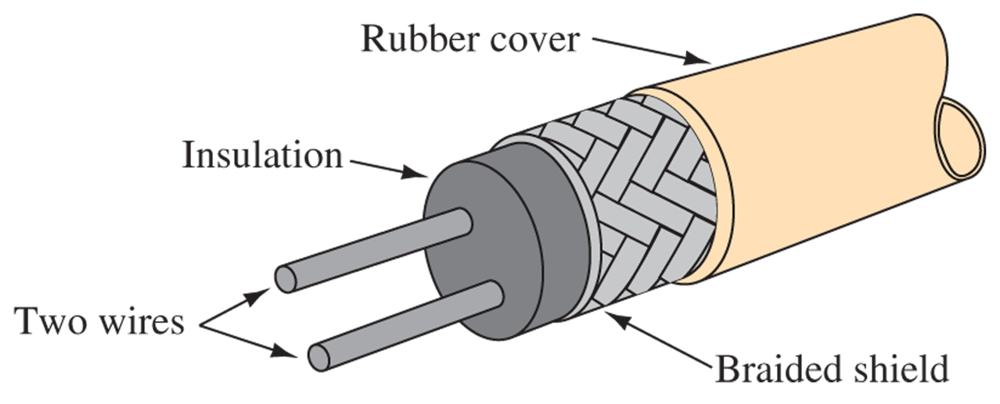 Rubber cover
Insulation
Two wires
Braided shield